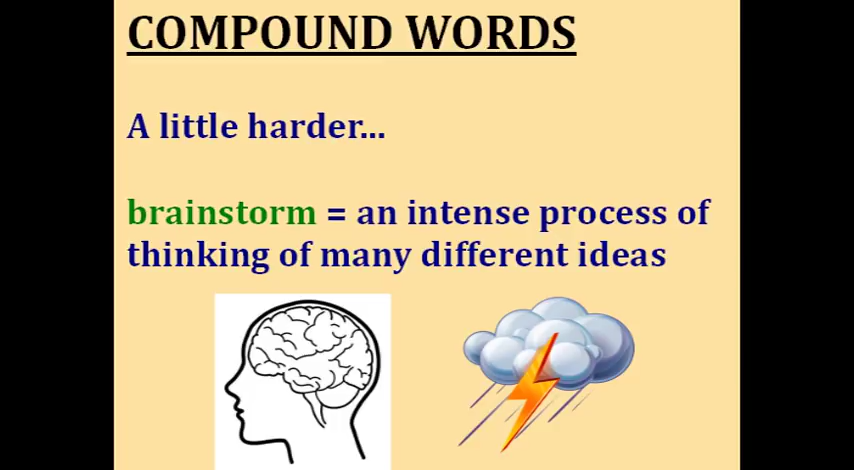 COMPOUND WORDS
A little harder...
brainstorm = an intense process of
thinking of many different ideas